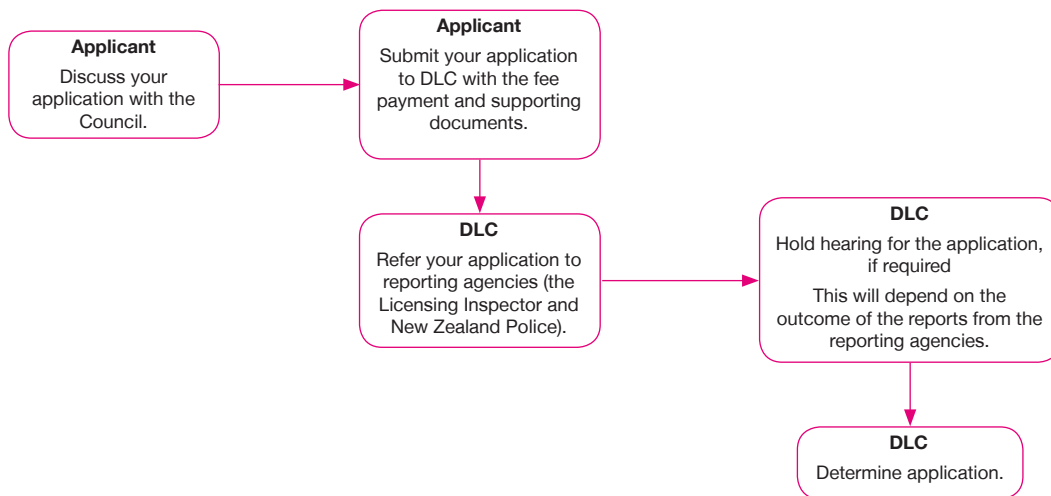 Applicant
Discuss your
application with the
Council.
Applicant
Submit your application
to DLC with the fee
payment and supporting
documents.
DLC
Refer your application to
reporting agencies (the
Licensing Inspector and
New Zealand Police).
DLC
Hold hearing for the application,
if required
This will depend on the
outcome of the reports from the
reporting agencies.
DLC
Determine application.